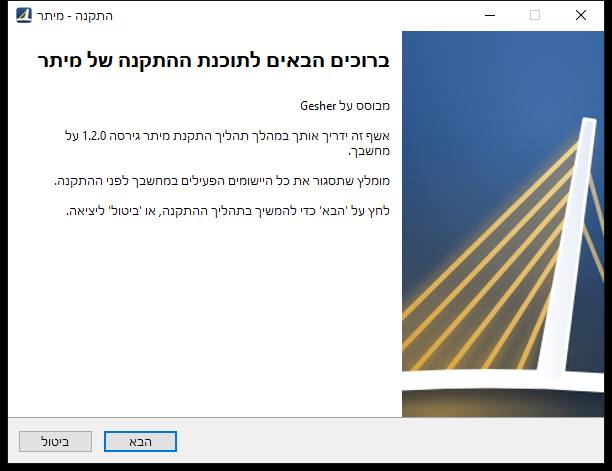 התקנה - מיתר
ברוכים הבאים לתוכנת ההתקנה של מיתר
מבוסס על Gesher
אשף זה ידריך אותך במהלך תהליך התקנת מיתר גירסה 1.2.0 על
מחשבך.
מומלץ שתסגור את כל היישומים הפעילים במחשבך לפני ההתקנה.
לחץ על 'הבא' כדי להמשיך בתהליך ההתקנה, או 'ביטול' ליציאה.
הבא
ביטול